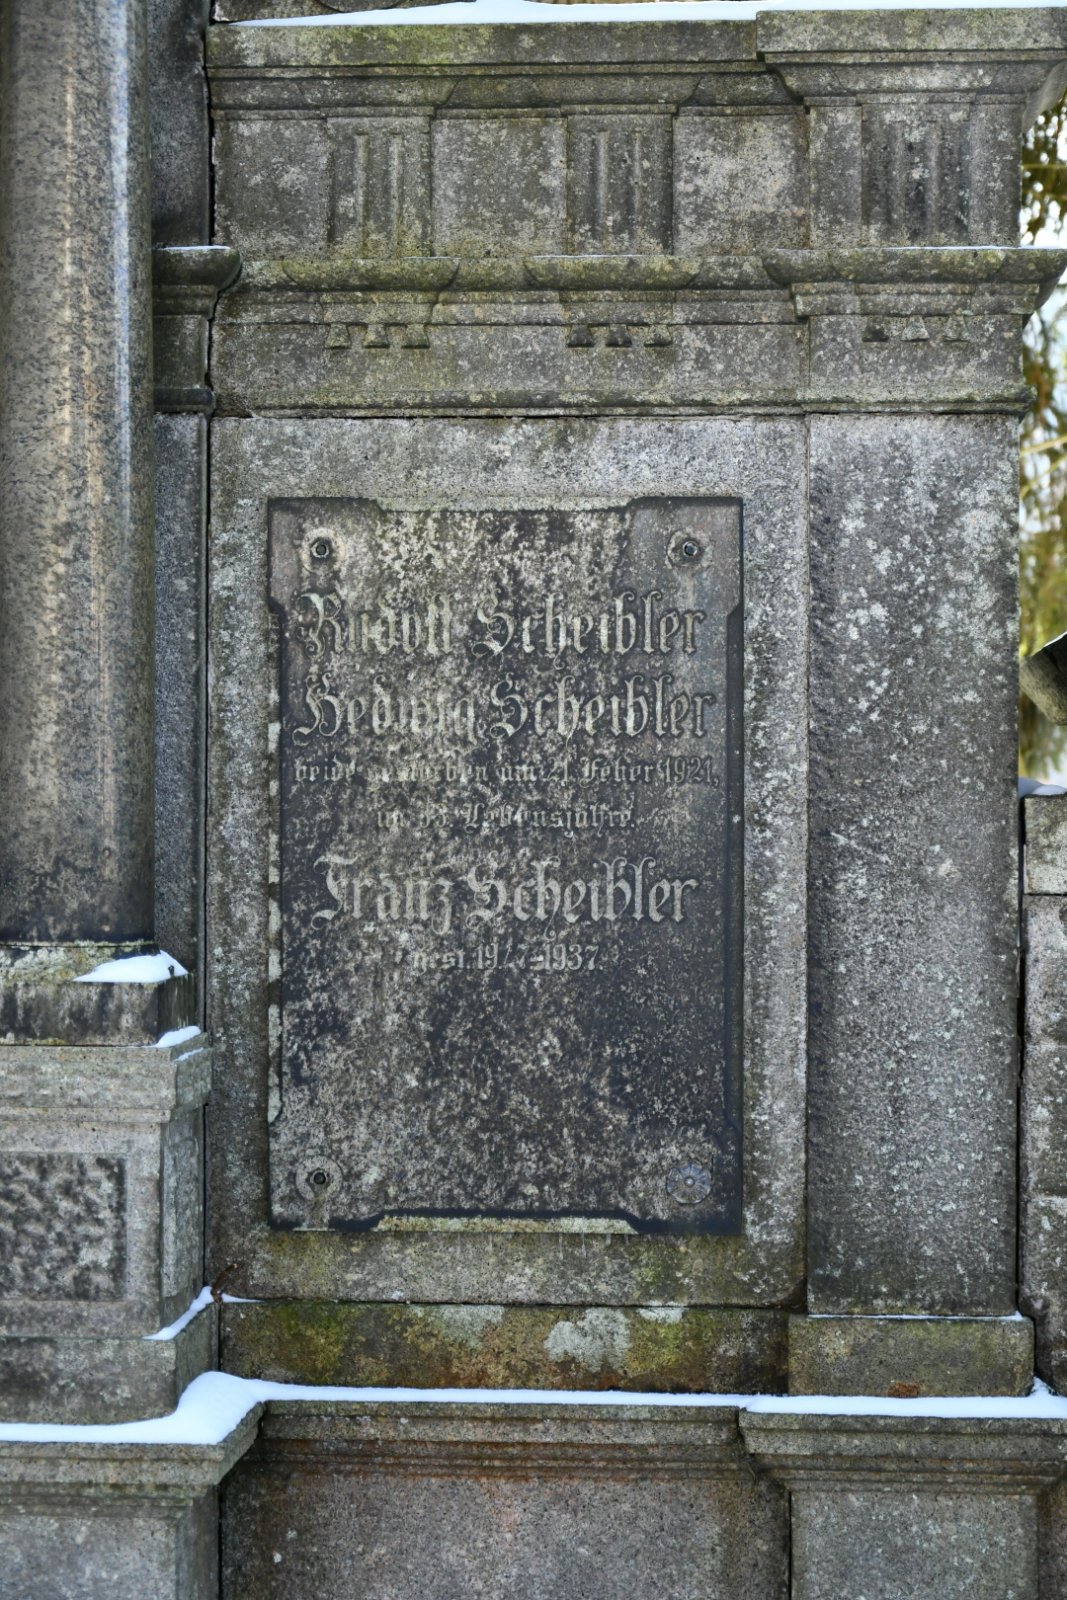 Rudolf Scheibler
Hedwig Scheibler
beide gestorben am 21. Feber 1921,
im Lebensjahre.
Franz Scheibler
gest. 1937.